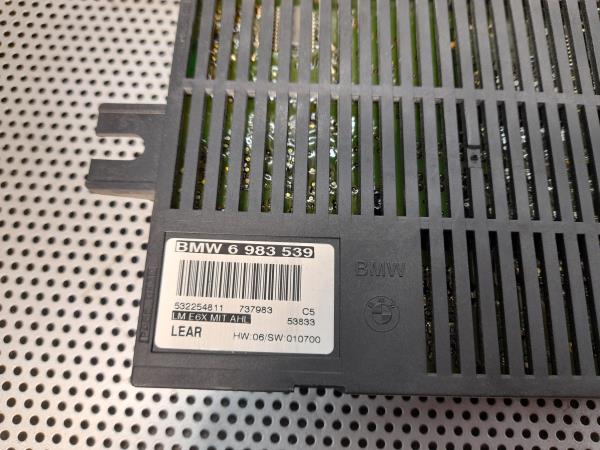 BMW 6 983 539
532254811 737983 C5
LM E6X MIT AHL 53833
LEAR HW:06/SW:010700
BMW